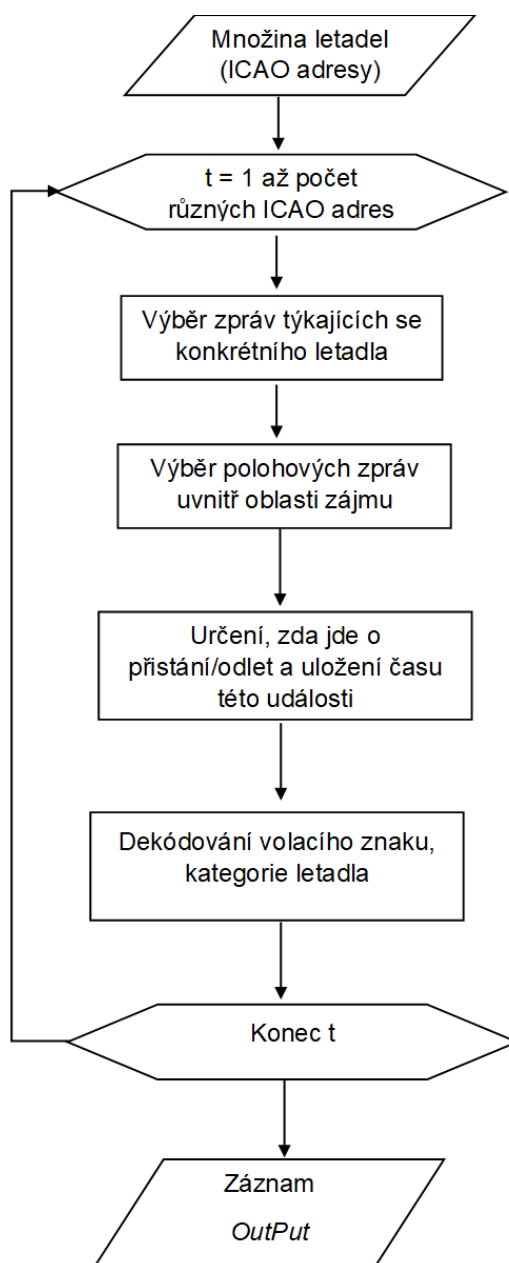 Množina letadel
(ICAO adresy)
t = 1 až počet
různých ICAO adres
Výběr zpráv týkajících se
konkrétního letadla
Výběr polohových zpráv
uvnitř oblasti zájmu
Určení, zda jde o
přistání/odlet a uložení času
této události
Dekódování volacího znaku,
kategorie letadla
Konec t
Záznam
OutPut